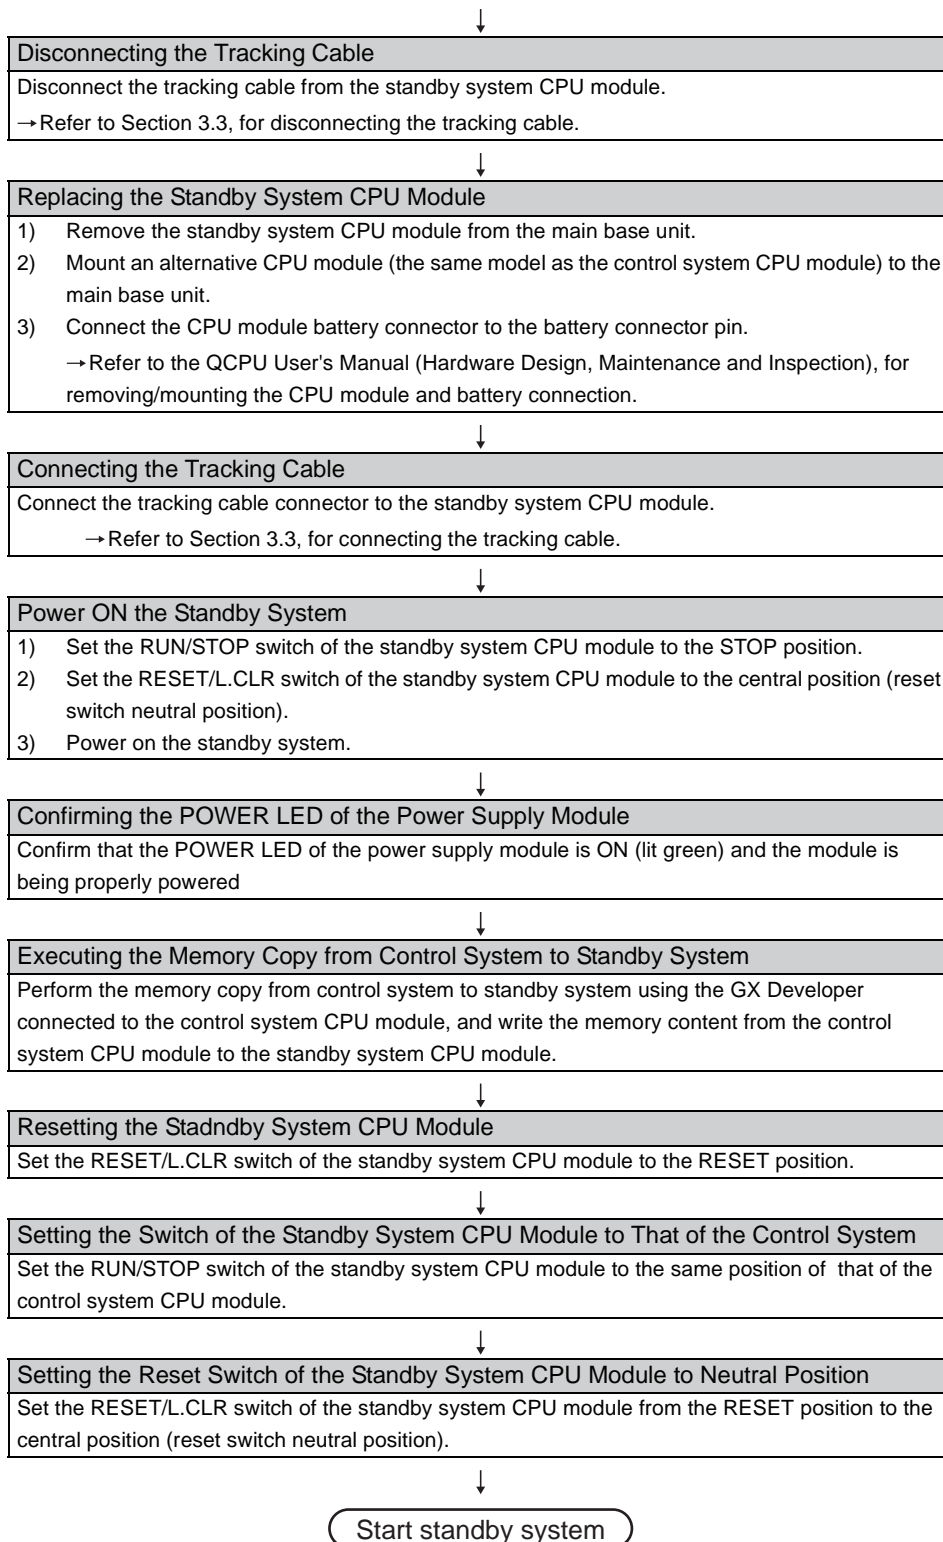 ↓
Disconnecting the Tracking Cable
Disconnect the tracking cable from the standby system CPU module.
→Refer to Section 3.3, for disconnecting the tracking cable.
↓
Replacing the Standby System CPU Module
1) Remove the standby system CPU module from the main base unit.
2) Mount an alternative CPU module (the same model as the control system CPU module) to the
main base unit.
3) Connect the CPU module battery connector to the battery connector pin.
→Refer to the QCPU User's Manual (Hardware Design, Maintenance and Inspection), for
removing/mounting the CPU module and battery connection.
↓
Connecting the Tracking Cable
Connect the tracking cable connector to the standby system CPU module.
→Refer to Section 3.3, for connecting the tracking cable.
↓
Power ON the Standby System
1) Set the RUN/STOP switch of the standby system CPU module to the STOP position.
2) Set the RESET/L.CLR switch of the standby system CPU module to the central position (reset
switch neutral position).
3) Power on the standby system.
↓
Confirming the POWER LED of the Power Supply Module
Confirm that the POWER LED of the power supply module is ON (lit green) and the module is
being properly powered
↓
Executing the Memory Copy from Control System to Standby System
Perform the memory copy from control system to standby system using the GX Developer
connected to the control system CPU module, and write the memory content from the control
system CPU module to the standby system CPU module.
↓
Resetting the Stadndby System CPU Module
Set the RESET/L.CLR switch of the standby system CPU module to the RESET position.
↓
Setting the Switch of the Standby System CPU Module to That of the Control System
Set the RUN/STOP switch of the standby system CPU module to the same position of that of the
control system CPU module.
↓
Setting the Reset Switch of the Standby System CPU Module to Neutral Position
Set the RESET/L.CLR switch of the standby system CPU module from the RESET position to the
central position (reset switch neutral position).
↓
Start standby system